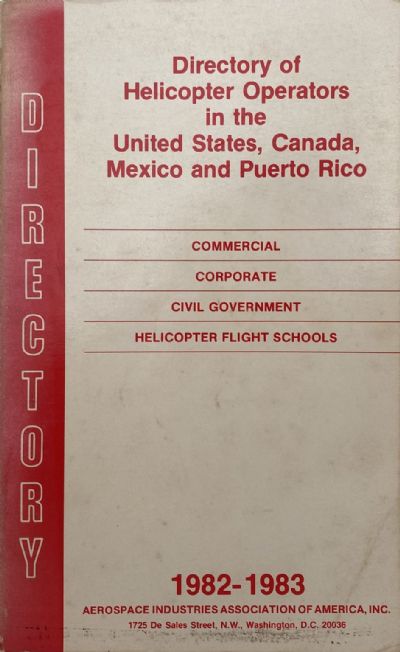 DIRECTORY
Directory of
Helicopter Operators
in the
United States, Canada,
Mexico and Puerto Rico
COMMERCIAL
CORPORATE
CIVIL GOVERNMENT
HELICOPTER FLIGHT SCHOOLS
1982-1983
AEROSPACE INDUSTRIES ASSOCIATION OF AMERICA, INC.
1725 De Sales Street, N.W., Washington, D.C. 20036